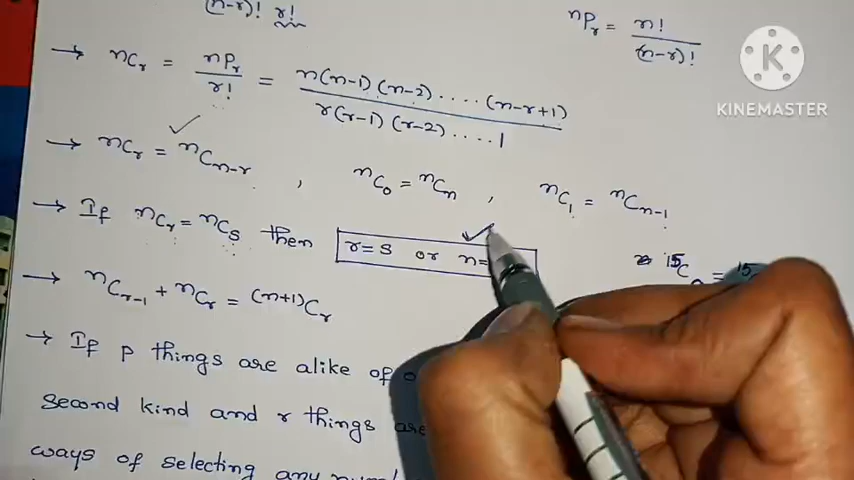 (n-r)! r!
nPr = n! / (n-r)!
→ nCr = nPr / r! = n(n-1)(n-2).....(n-r+1) / r(r-1)(r-2).....1
→ nCr = nCn-r , nC0 = nCn , nC1 = nCn-1
→ If nCr = nCs then r=s or n=
15C = 15
→ nCr-1 + nCr = (n+1)Cr
→ If p things are alike of
second kind and r things are
ways of selecting any
K
KINEMASTER